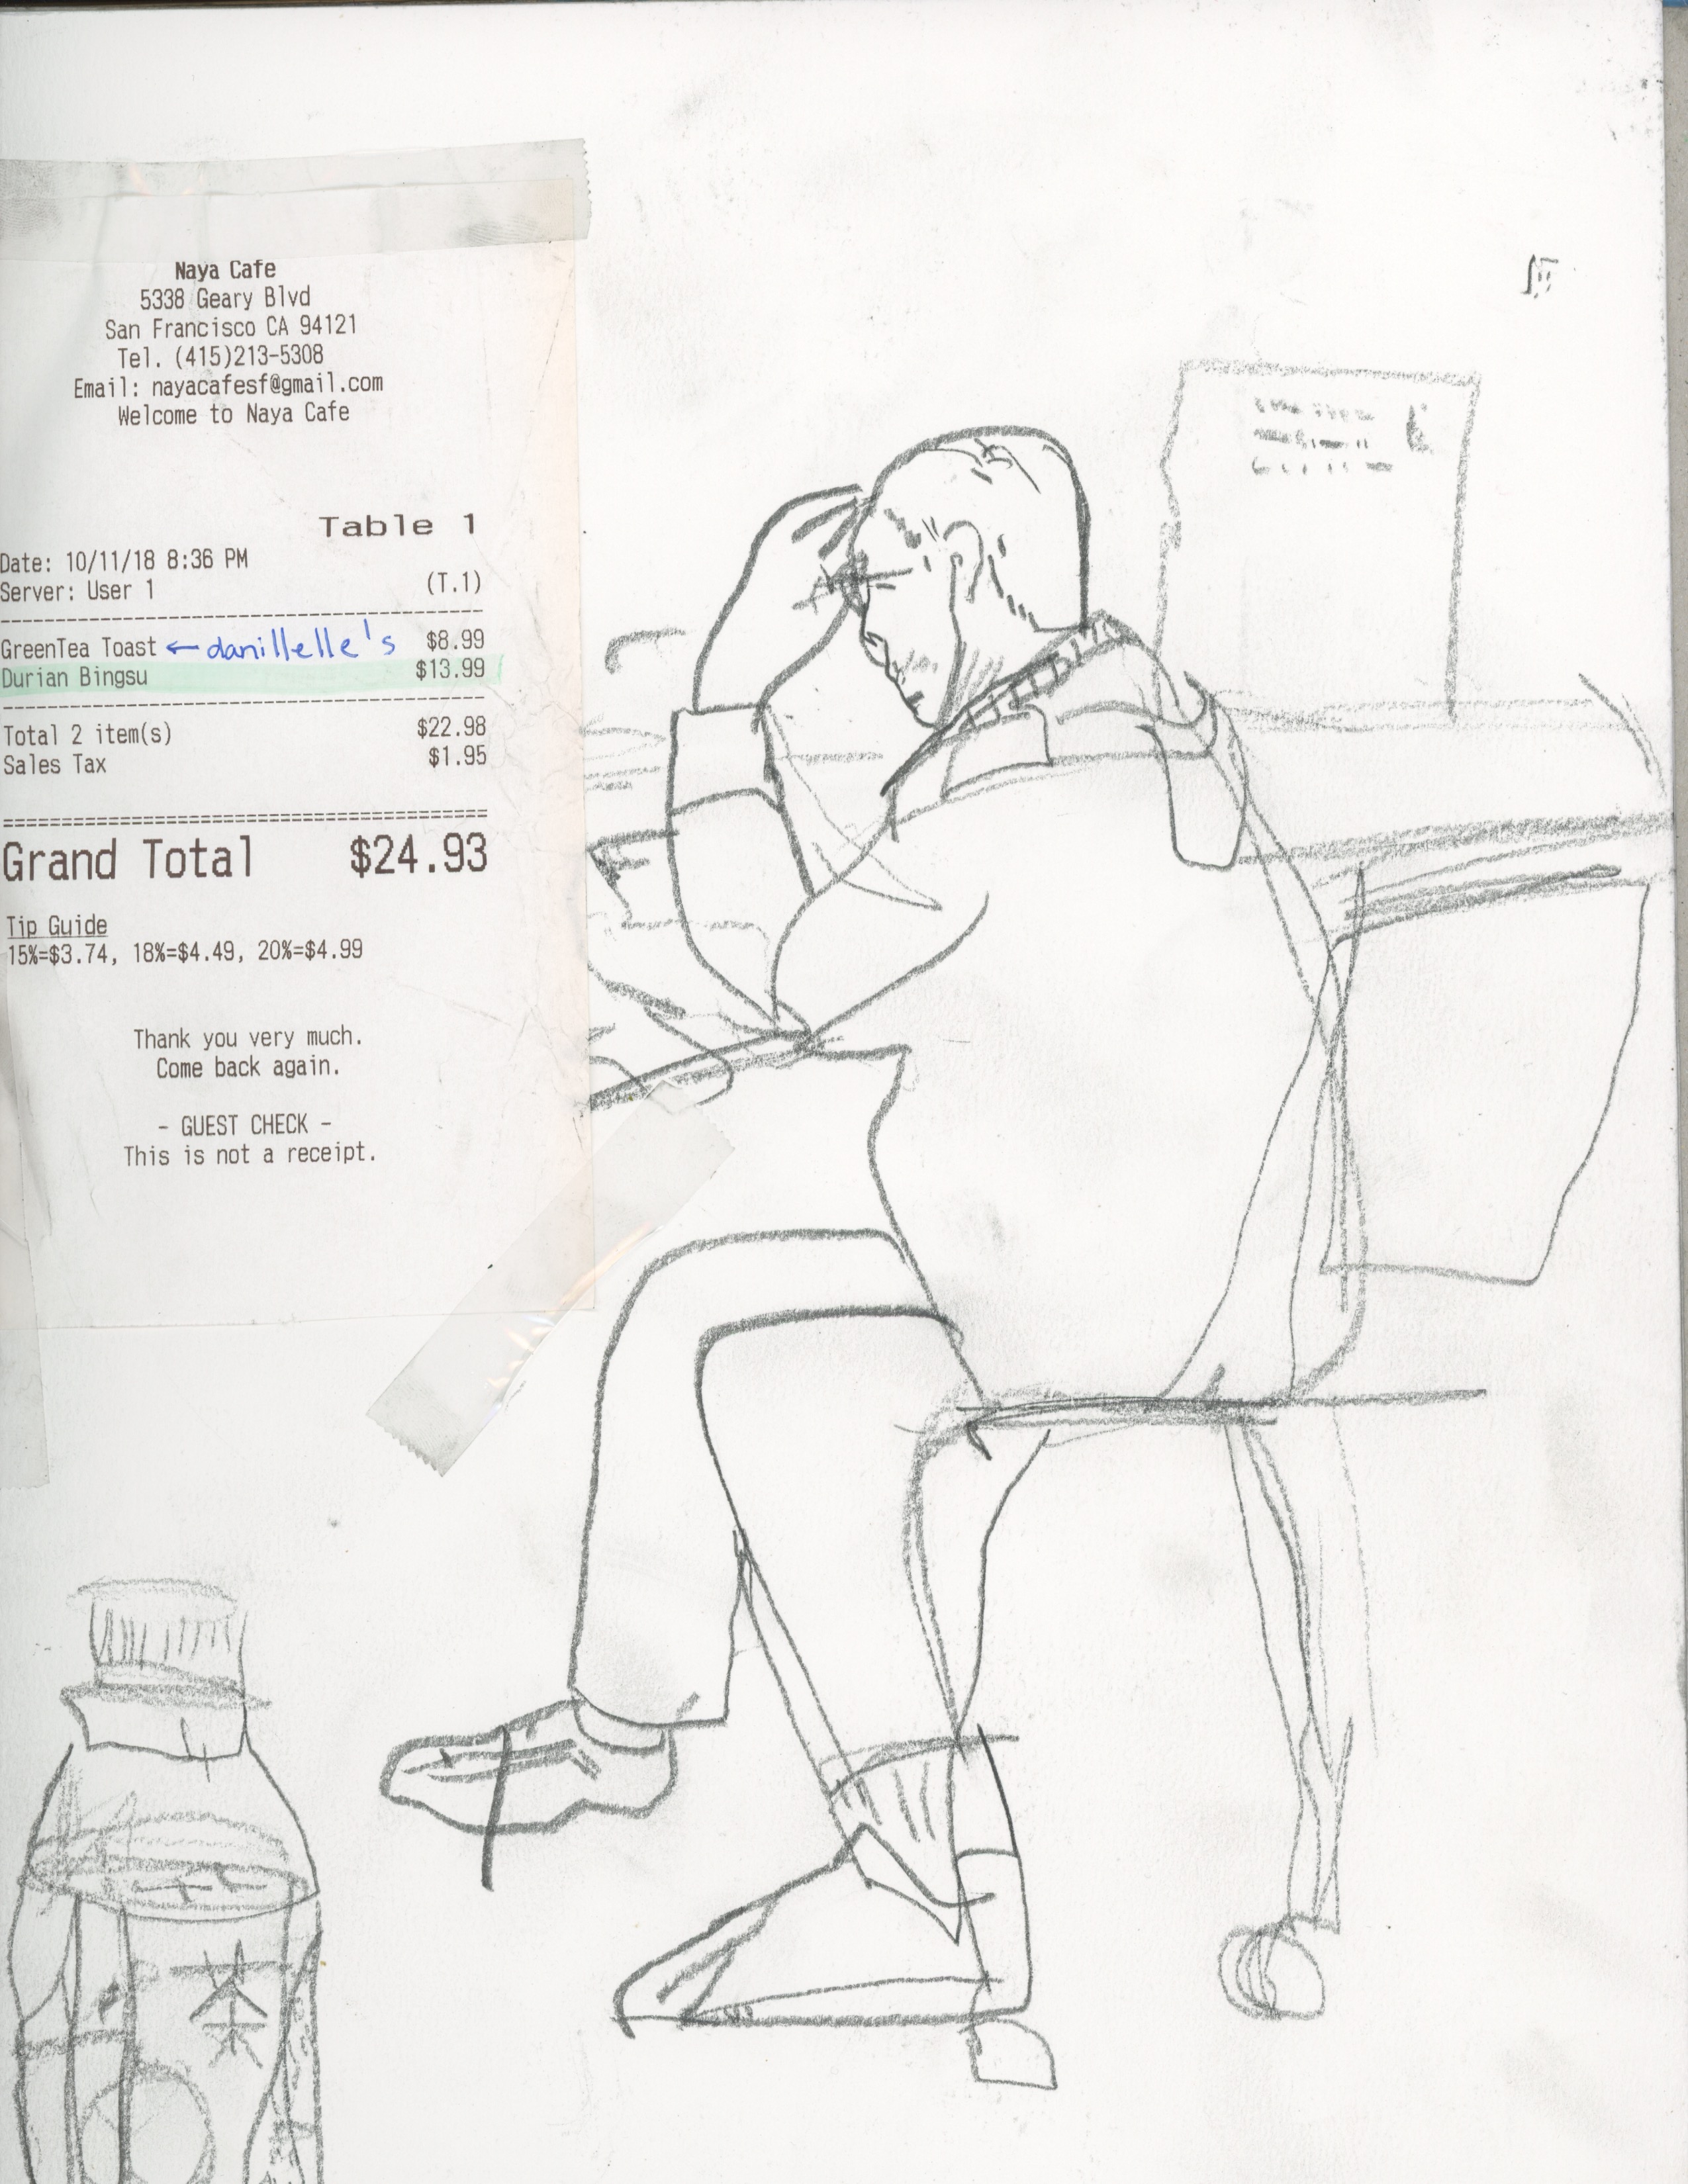 Naya Cafe
5338 Geary Blvd
San Francisco CA 94121
Tel. (415)213-5308
Email: nayacafesf@gmail.com
Welcome to Naya Cafe
Table 1
Date: 10/11/18 8:36 PM
Server: User 1 (T.1)
GreenTea Toast ← danillelle's $8.99
Durian Bingsu $13.99
Total 2 item(s) $22.98
Sales Tax $1.95
Grand Total $24.93
Tip Guide
15%=$3.74, 18%=$4.49, 20%=$4.99
Thank you very much.
Come back again.
- GUEST CHECK -
This is not a receipt.
茶